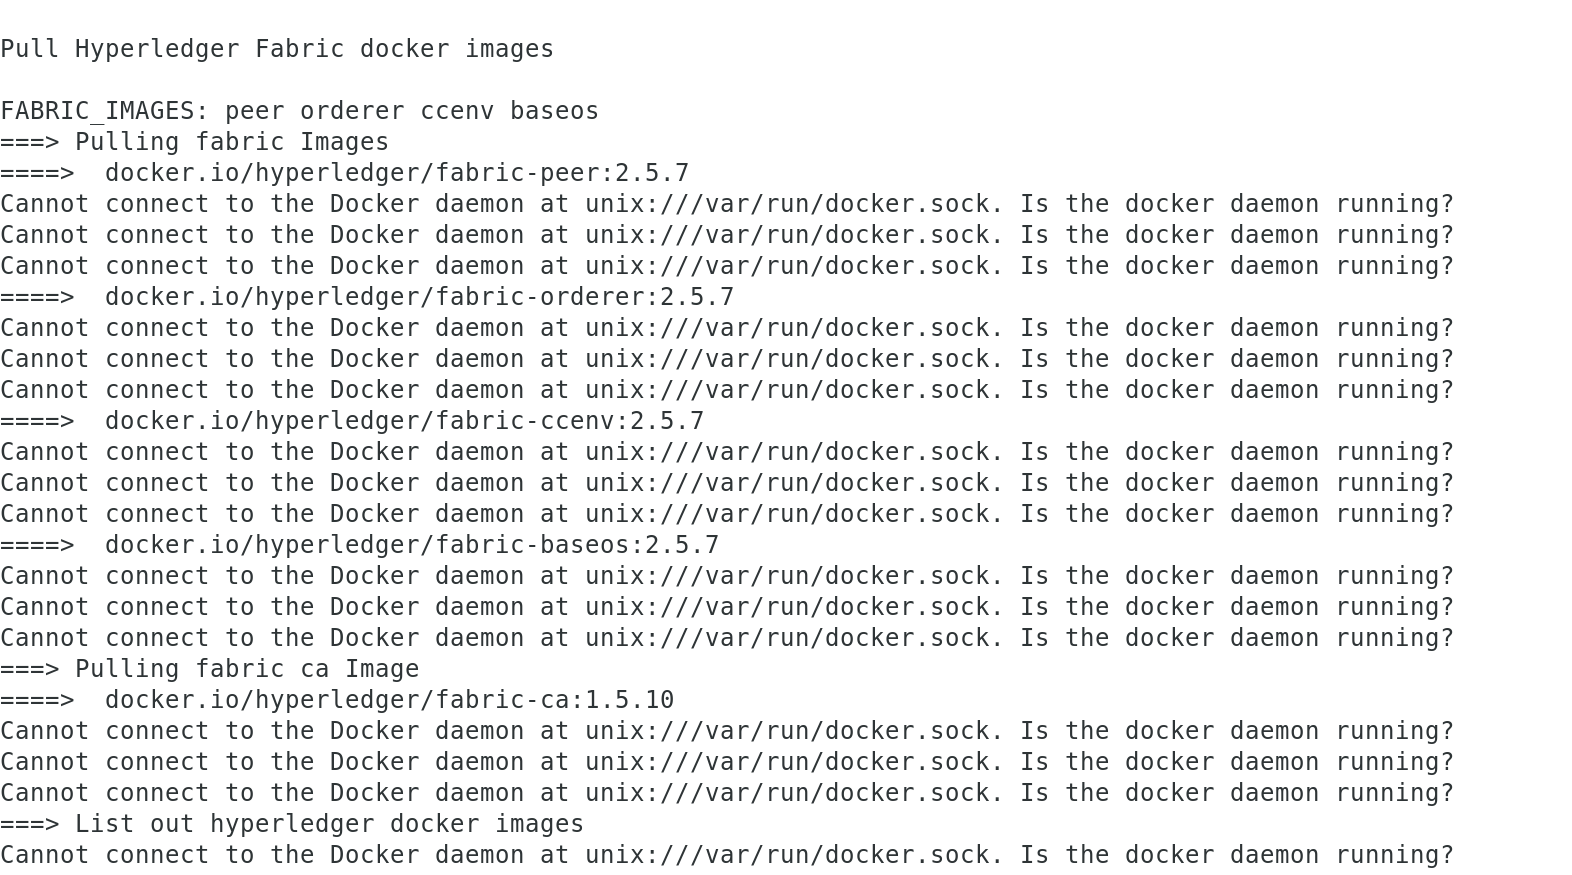 Pull Hyperledger Fabric docker images
FABRIC_IMAGES: peer orderer ccenv baseos
===> Pulling fabric Images
====>  docker.io/hyperledger/fabric-peer:2.5.7
Cannot connect to the Docker daemon at unix:///var/run/docker.sock. Is the docker daemon running?
Cannot connect to the Docker daemon at unix:///var/run/docker.sock. Is the docker daemon running?
Cannot connect to the Docker daemon at unix:///var/run/docker.sock. Is the docker daemon running?
====>  docker.io/hyperledger/fabric-orderer:2.5.7
Cannot connect to the Docker daemon at unix:///var/run/docker.sock. Is the docker daemon running?
Cannot connect to the Docker daemon at unix:///var/run/docker.sock. Is the docker daemon running?
Cannot connect to the Docker daemon at unix:///var/run/docker.sock. Is the docker daemon running?
====>  docker.io/hyperledger/fabric-ccenv:2.5.7
Cannot connect to the Docker daemon at unix:///var/run/docker.sock. Is the docker daemon running?
Cannot connect to the Docker daemon at unix:///var/run/docker.sock. Is the docker daemon running?
Cannot connect to the Docker daemon at unix:///var/run/docker.sock. Is the docker daemon running?
====>  docker.io/hyperledger/fabric-baseos:2.5.7
Cannot connect to the Docker daemon at unix:///var/run/docker.sock. Is the docker daemon running?
Cannot connect to the Docker daemon at unix:///var/run/docker.sock. Is the docker daemon running?
Cannot connect to the Docker daemon at unix:///var/run/docker.sock. Is the docker daemon running?
===> Pulling fabric ca Image
====>  docker.io/hyperledger/fabric-ca:1.5.10
Cannot connect to the Docker daemon at unix:///var/run/docker.sock. Is the docker daemon running?
Cannot connect to the Docker daemon at unix:///var/run/docker.sock. Is the docker daemon running?
Cannot connect to the Docker daemon at unix:///var/run/docker.sock. Is the docker daemon running?
===> List out hyperledger docker images
Cannot connect to the Docker daemon at unix:///var/run/docker.sock. Is the docker daemon running?